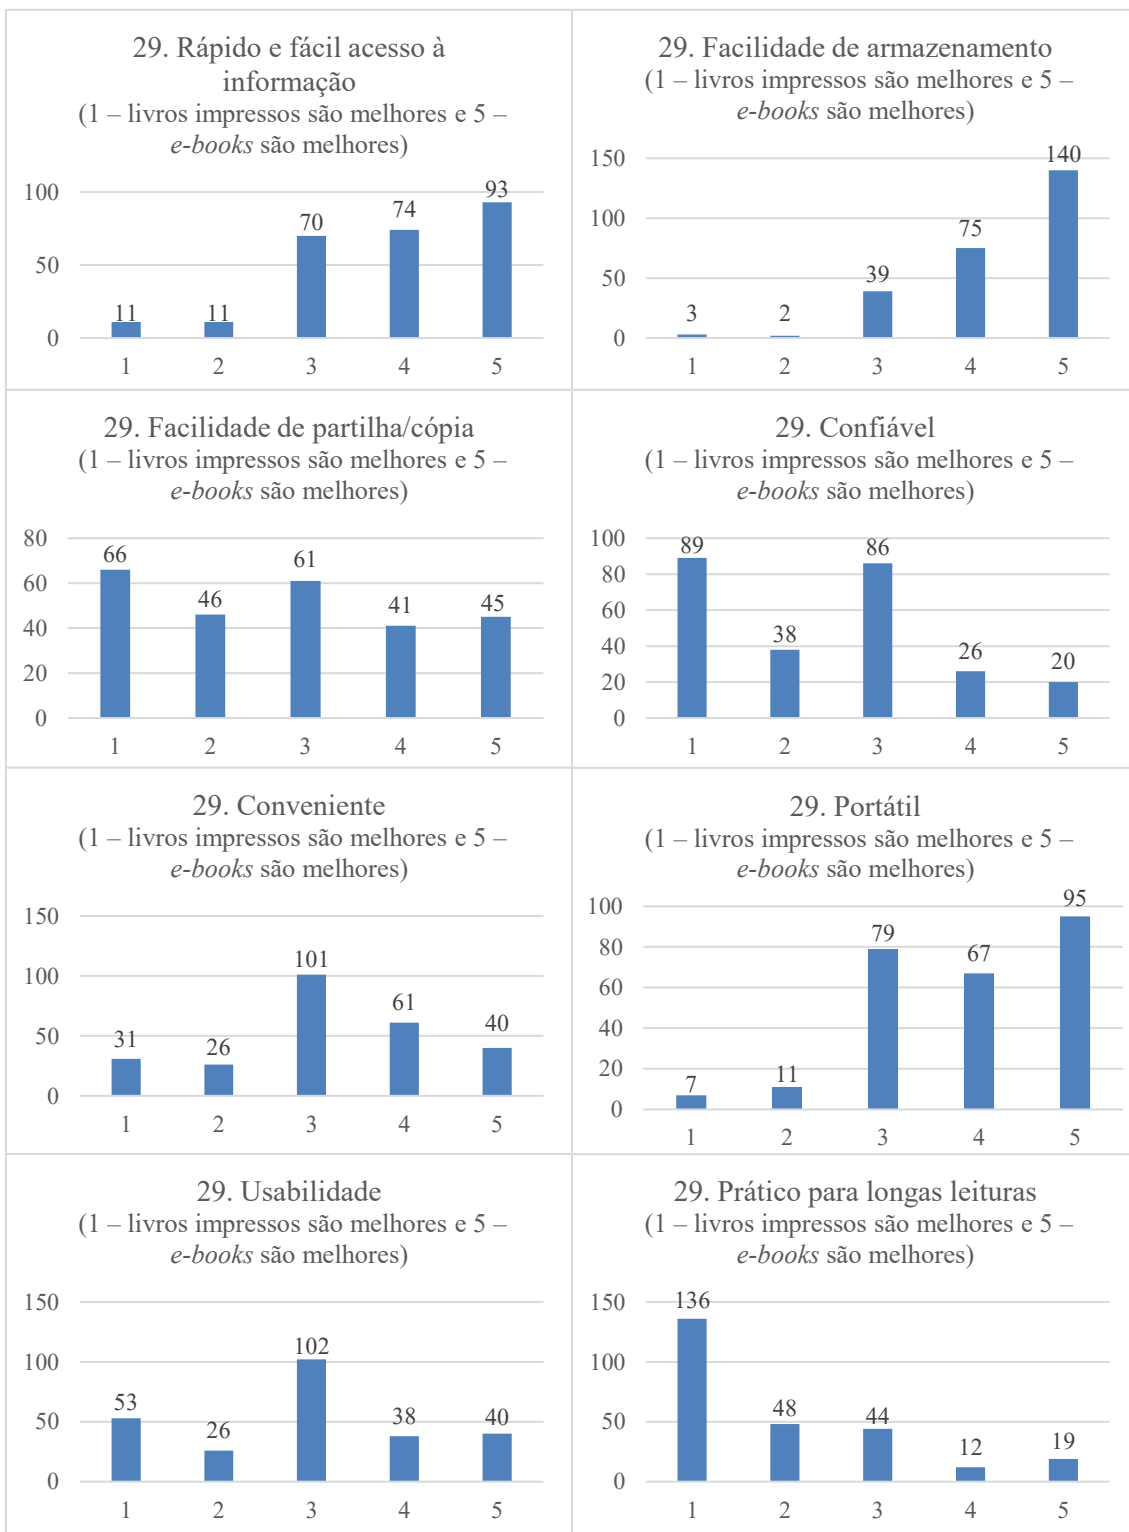 29. Rápido e fácil acesso à
informação
(1 – livros impressos são melhores e 5 –
e-books são melhores)
100
50
0
11
11
70
74
93
1 2 3 4 5
29. Facilidade de armazenamento
(1 – livros impressos são melhores e 5 –
e-books são melhores)
150
100
50
0
3
2
39
75
140
1 2 3 4 5
29. Facilidade de partilha/cópia
(1 – livros impressos são melhores e 5 –
e-books são melhores)
80
60
40
20
0
66
46
61
41
45
1 2 3 4 5
29. Confiável
(1 – livros impressos são melhores e 5 –
e-books são melhores)
100
80
60
40
20
0
89
38
86
26
20
1 2 3 4 5
29. Conveniente
(1 – livros impressos são melhores e 5 –
e-books são melhores)
150
100
50
0
31
26
101
61
40
1 2 3 4 5
29. Portátil
(1 – livros impressos são melhores e 5 –
e-books são melhores)
100
80
60
40
20
0
7
11
79
67
95
1 2 3 4 5
29. Usabilidade
(1 – livros impressos são melhores e 5 –
e-books são melhores)
150
100
50
0
53
26
102
38
40
1 2 3 4 5
29. Prático para longas leituras
(1 – livros impressos são melhores e 5 –
e-books são melhores)
150
100
50
0
136
48
44
12
19
1 2 3 4 5